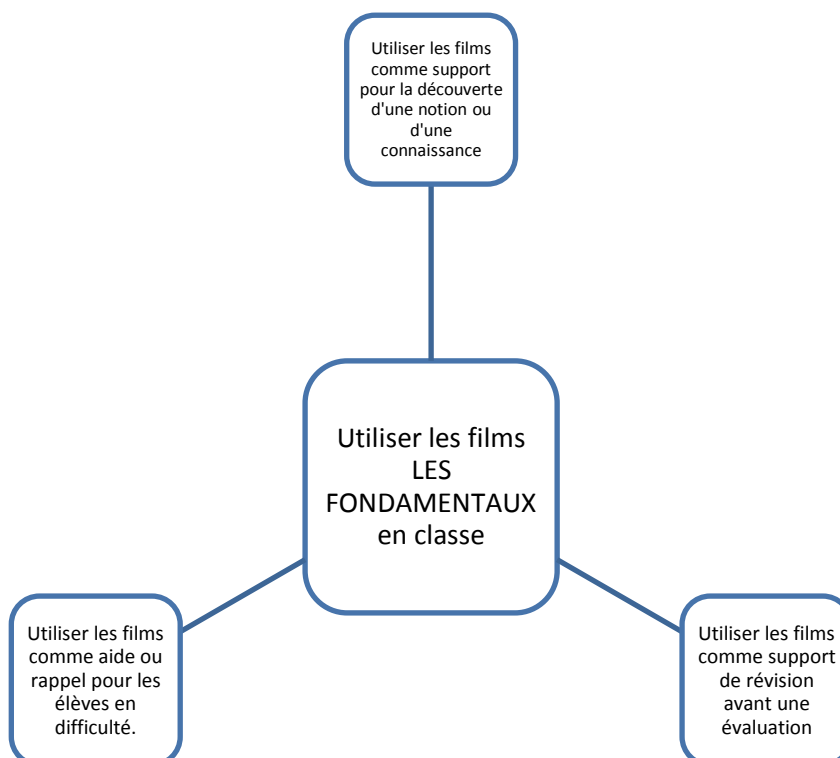 Utiliser les films
comme support
pour la découverte
d'une notion ou
d'une
connaissance
Utiliser les films
LES
FONDAMENTAUX
en classe
Utiliser les films
comme aide ou
rappel pour les
élèves en
difficulté.
Utiliser les films
comme support
de révision
avant une
évaluation